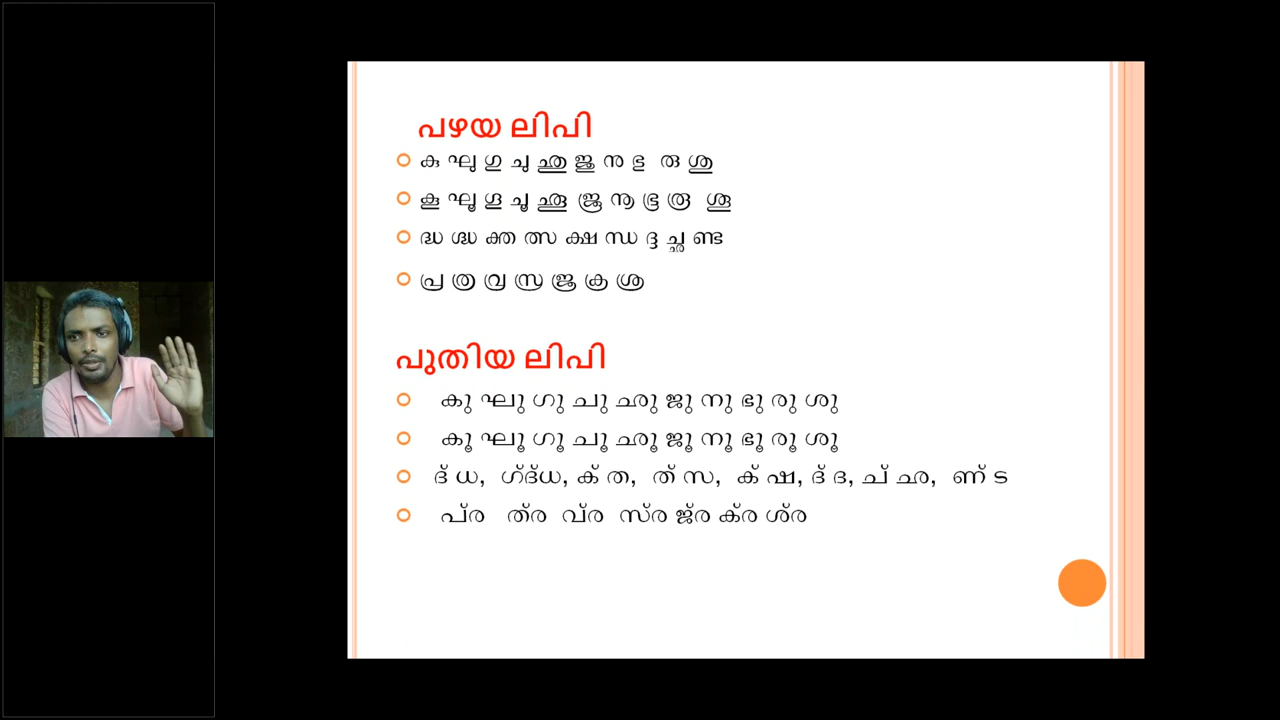 പഴയ ലിപി
കു ഘു ഗു ചു ഛു ജു നു ഭു രു ശു
കൂ ഘൂ ഗൂ ചൂ ഛൂ ജൂ നൂ ഭൂ രൂ ശൂ
ദ്ധ ഗ്ദ്ധ ക്ത ത്സ ക്ഷ ന്ധ ദ്ദ ച്ഛ ണ്ട
പ്ര ത്ര വ്ര സ്ര ജ്ര ക്ര ശ്ര
പുതിയ ലിപി
കു ഘു ഗു ചു ഛു ജു നു ഭു രു ശു
കൂ ഘൂ ഗൂ ചൂ ഛൂ ജൂ നൂ ഭൂ രൂ ശൂ
ദ് ധ, ഗ്ദ്ധ, ക് ത, ത് സ, ക് ഷ, ദ് ദ, ച് ഛ, ണ് ട
പ്ര ത്ര വ്ര സ്ര ജ്ര ക്ര ശ്ര